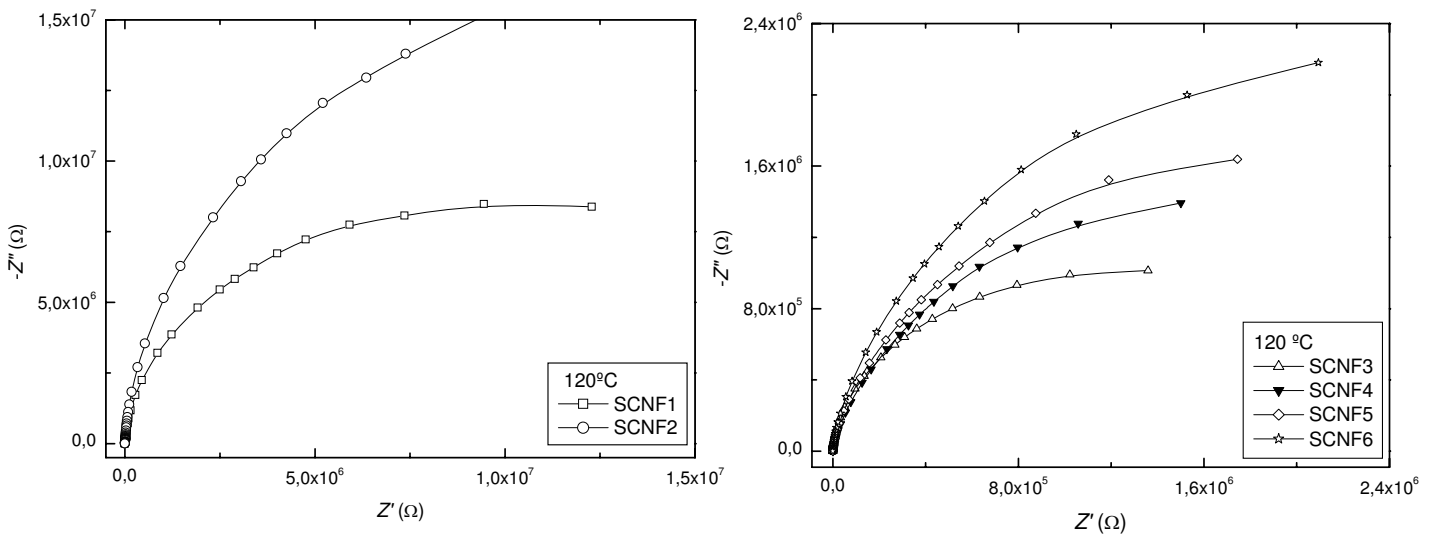 1,5x10⁷
1,0x10⁷
5,0x10⁶
0,0
-Z'' (Ω)
0,0
5,0x10⁶
1,0x10⁷
1,5x10⁷
Z' (Ω)
120ºC
SCNF1
SCNF2
2,4x10⁶
1,6x10⁶
8,0x10⁵
0,0
-Z'' (Ω)
0,0
8,0x10⁵
1,6x10⁶
2,4x10⁶
Z' (Ω)
120 ºC
SCNF3
SCNF4
SCNF5
SCNF6